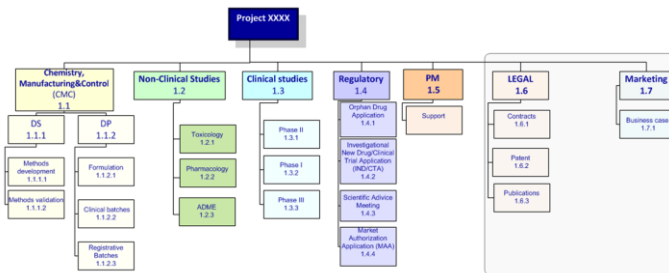 Project XXXX
Chemistry,
Manufacturing&Control
(CMC)
1.1
Non-Clinical Studies
1.2
Clinical studies
1.3
Regulatory
1.4
PM
1.5
LEGAL
1.6
Marketing
1.7
DS
1.1.1
DP
1.1.2
Methods
development
1.1.1.1
Methods validation
1.1.1.2
Formulation
1.1.2.1
Clinical batches
1.1.2.2
Registrative
Batches
1.1.2.3
Toxicology
1.2.1
Pharmacology
1.2.2
ADME
1.2.3
Phase II
1.3.1
Phase I
1.3.2
Phase III
1.3.3
Orphan Drug
Application
1.4.1
Investigational
New Drug/Clinical
Trial Application
(IND/CTA)
1.4.2
Scientific Advice
Meeting
1.4.3
Market
Authorization
Application (MAA)
1.4.4
Support
Contracts
1.6.1
Patent
1.6.2
Publications
1.6.3
Business case
1.7.1